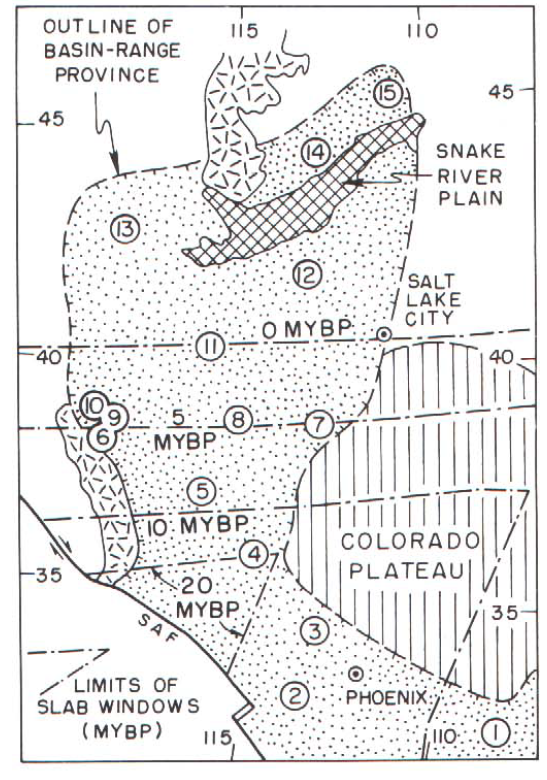 115
110
OUTLINE OF
BASIN-RANGE
PROVINCE
45
45
15
14
SNAKE
RIVER
PLAIN
13
12
SALT
LAKE
CITY
0 MYBP
11
40
40
10
9
6
5
MYBP
8
7
5
10 MYBP
COLORADO
PLATEAU
4
35
20
MYBP
35
SAF
3
2
PHOENIX
LIMITS OF
SLAB WINDOWS
(MYBP)
1
115
110